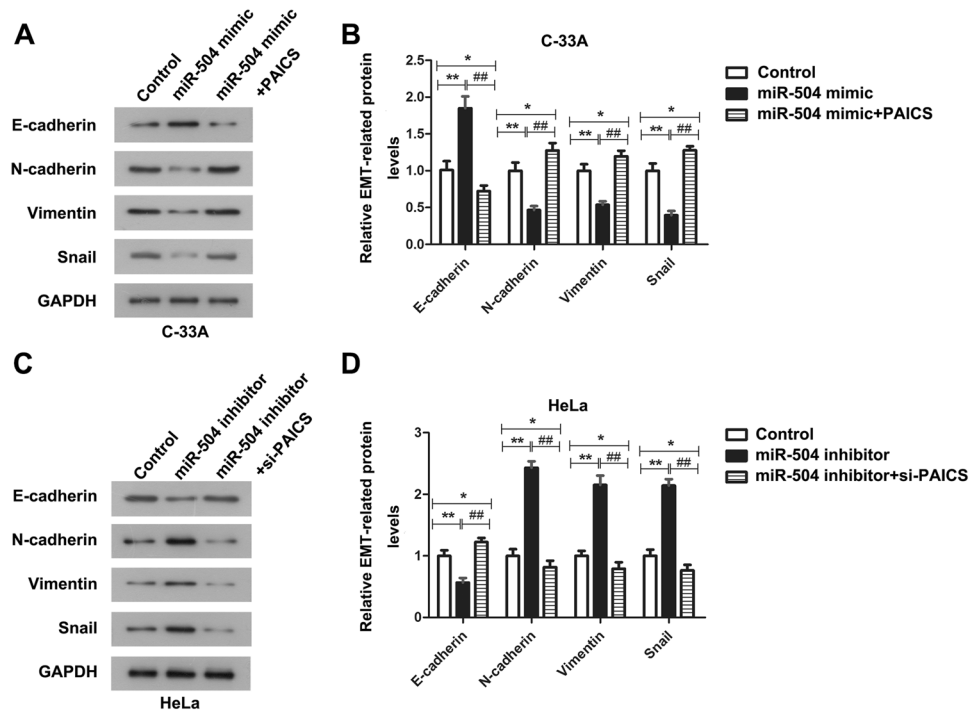 A
Control
miR-504 mimic
miR-504 mimic
+PAICS
E-cadherin
N-cadherin
Vimentin
Snail
GAPDH
C-33A
B
C-33A
Relative EMT-related protein
levels
2.5
2.0
1.5
1.0
0.5
0.0
*
** ##
*
** ##
*
** ##
*
** ##
E-cadherin
N-cadherin
Vimentin
Snail
Control
miR-504 mimic
miR-504 mimic+PAICS
C
Control
miR-504 inhibitor
miR-504 inhibitor
+si-PAICS
E-cadherin
N-cadherin
Vimentin
Snail
GAPDH
HeLa
D
HeLa
Relative EMT-related protein
levels
3
2
1
0
*
** ##
*
** ##
*
** ##
*
** ##
E-cadherin
N-cadherin
Vimentin
Snail
Control
miR-504 inhibitor
miR-504 inhibitor+si-PAICS